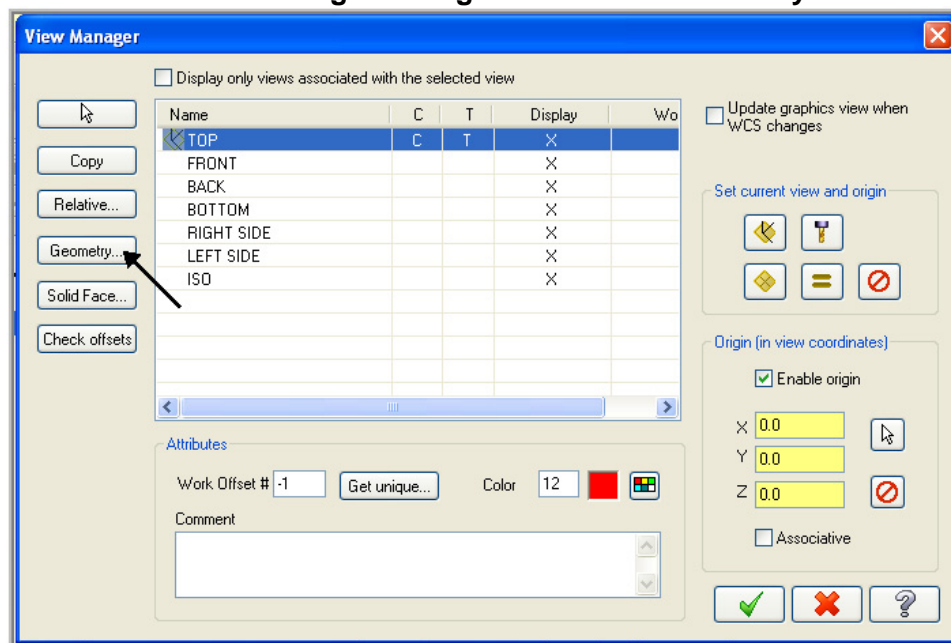 View Manager
Display only views associated with the selected view
Name C T Display Wo
TOP C T X
FRONT X
BACK X
BOTTOM X
RIGHT SIDE X
LEFT SIDE X
ISO X
Copy
Relative...
Geometry...
Solid Face...
Check offsets
Update graphics view when
WCS changes
Set current view and origin
Origin (in view coordinates)
Enable origin
X 0.0
Y 0.0
Z 0.0
Associative
Attributes
Work Offset # -1 Get unique... Color 12
Comment